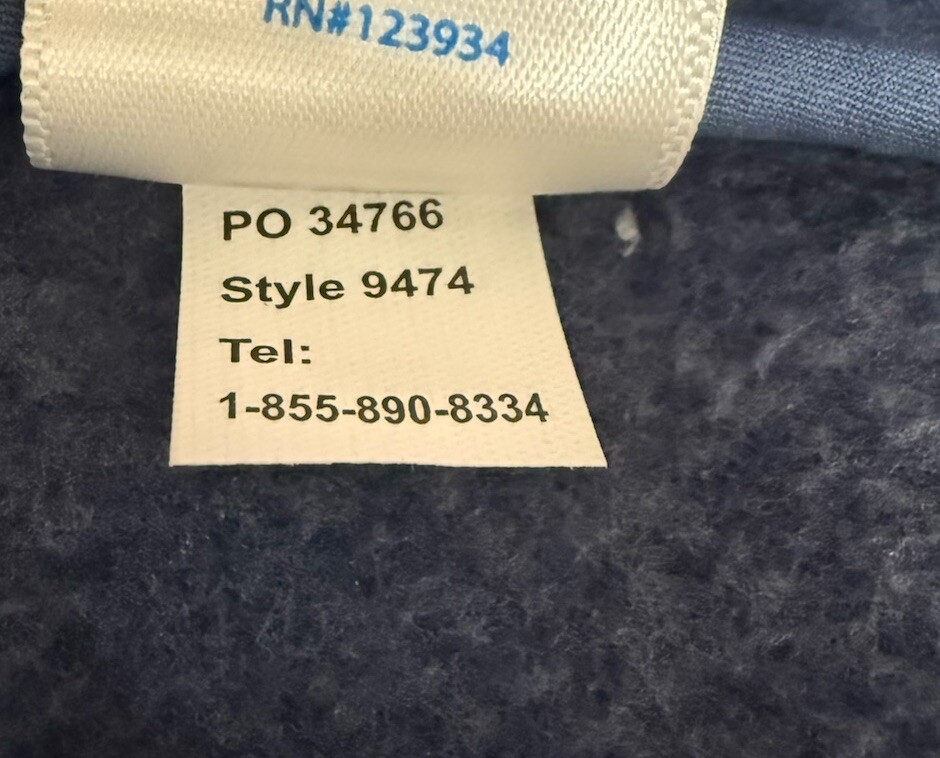 RN#123934
PO 34766
Style 9474
Tel:
1-855-890-8334